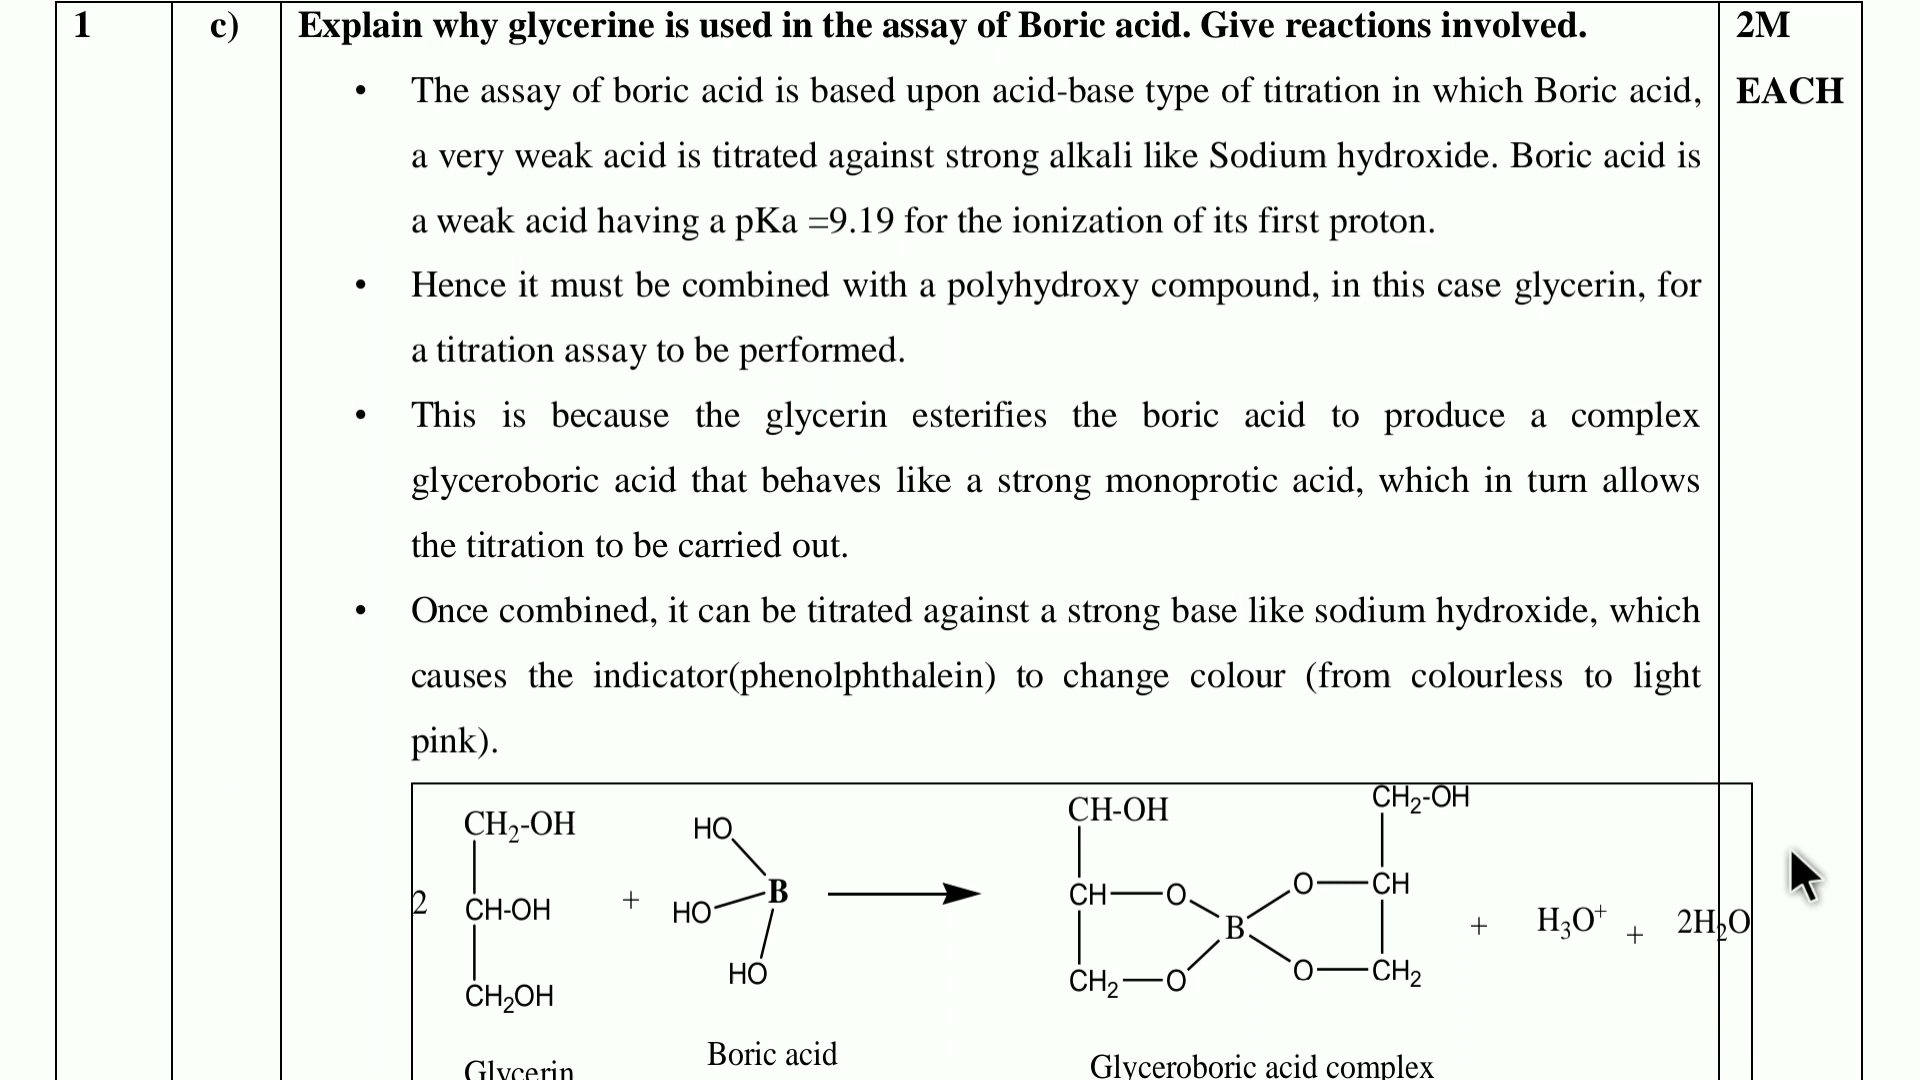 1 c) Explain why glycerine is used in the assay of Boric acid. Give reactions involved. 2M
• The assay of boric acid is based upon acid-base type of titration in which Boric acid, EACH
a very weak acid is titrated against strong alkali like Sodium hydroxide. Boric acid is
a weak acid having a pKa =9.19 for the ionization of its first proton.
• Hence it must be combined with a polyhydroxy compound, in this case glycerin, for
a titration assay to be performed.
• This is because the glycerin esterifies the boric acid to produce a complex
glyceroboric acid that behaves like a strong monoprotic acid, which in turn allows
the titration to be carried out.
• Once combined, it can be titrated against a strong base like sodium hydroxide, which
causes the indicator(phenolphthalein) to change colour (from colourless to light
pink).
CH2-OH HO CH-OH CH2-OH
2 CH-OH + HO B CH O B O CH + H3O+ + 2H2O
CH2OH HO CH2 O O CH2
Glycerin Boric acid Glyceroboric acid complex